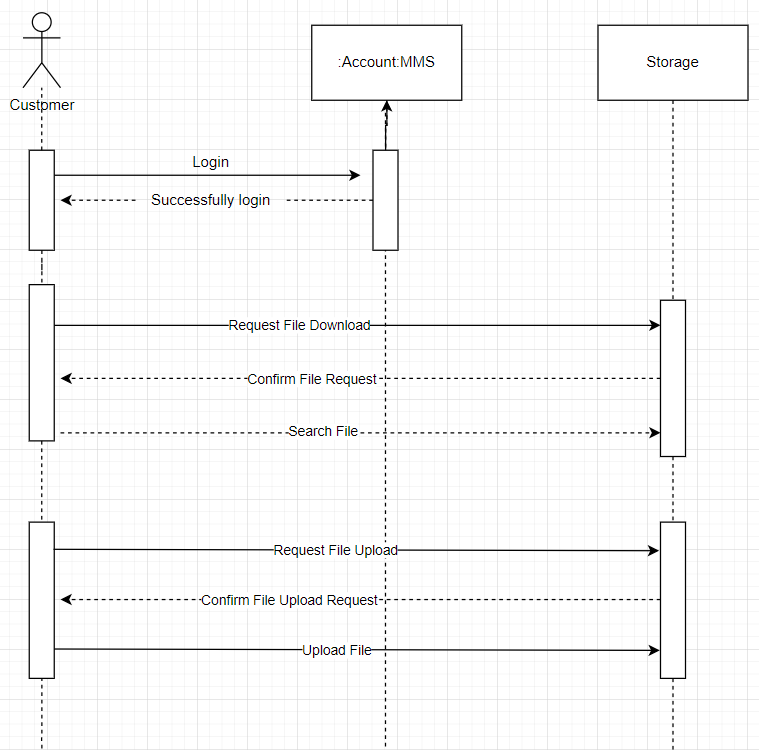 :Account:MMS
Storage
Custpmer
Login
Successfully login
Request File Download
Confirm File Request
Search File
Request File Upload
Confirm File Upload Request
Upload File